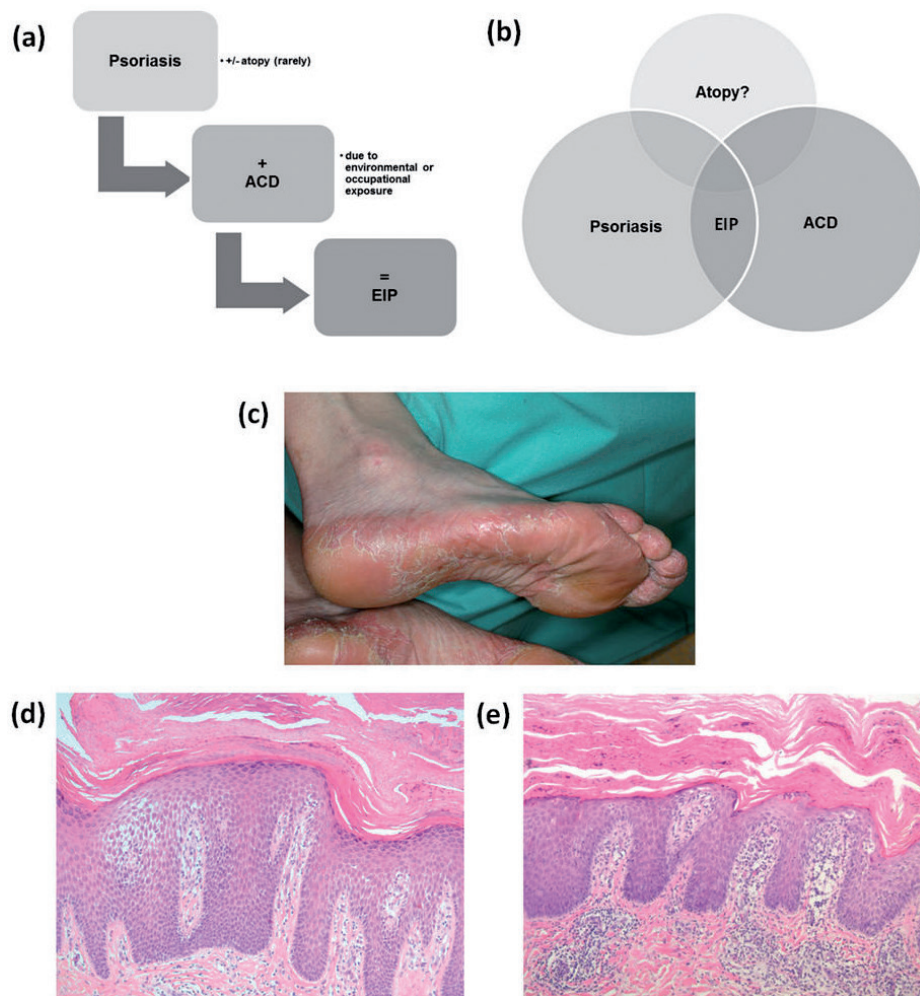 (a)
Psoriasis
•+/- atopy (rarely)
+
ACD
•due to
environmental or
occupational
exposure
=
EIP
(b)
Atopy?
Psoriasis
EIP
ACD
(c)
(d)
(e)